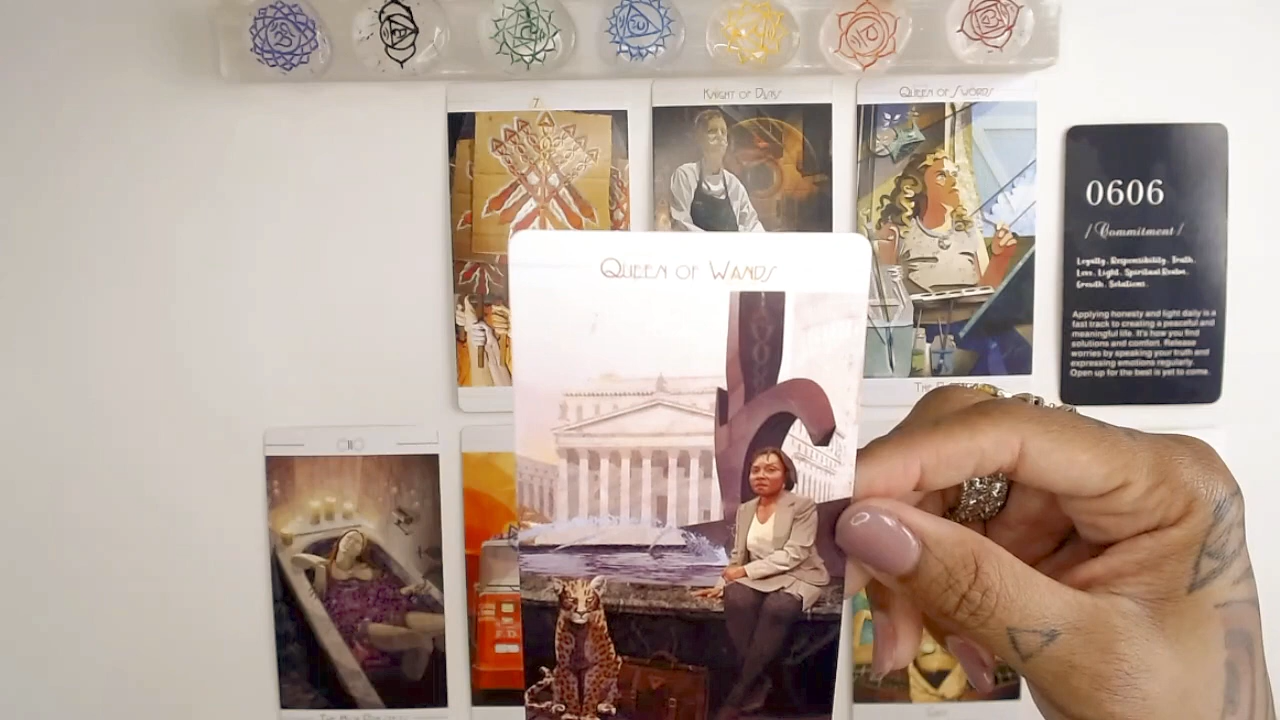 7
KNIGHT OF DISKS
QUEEN OF SWORDS
0606
/ Commitment /
Loyalty, Responsibility, Truth,
Love, Light, Spiritual Realm,
Growth, Solutions.
Applying honesty and light daily is a
fast track to creating a peaceful and
meaningful life. It's how you find
solutions and comfort. Release
worries by speaking your truth and
expressing emotions regularly.
Open up for the best is yet to come.
QUEEN OF WANDS
THE